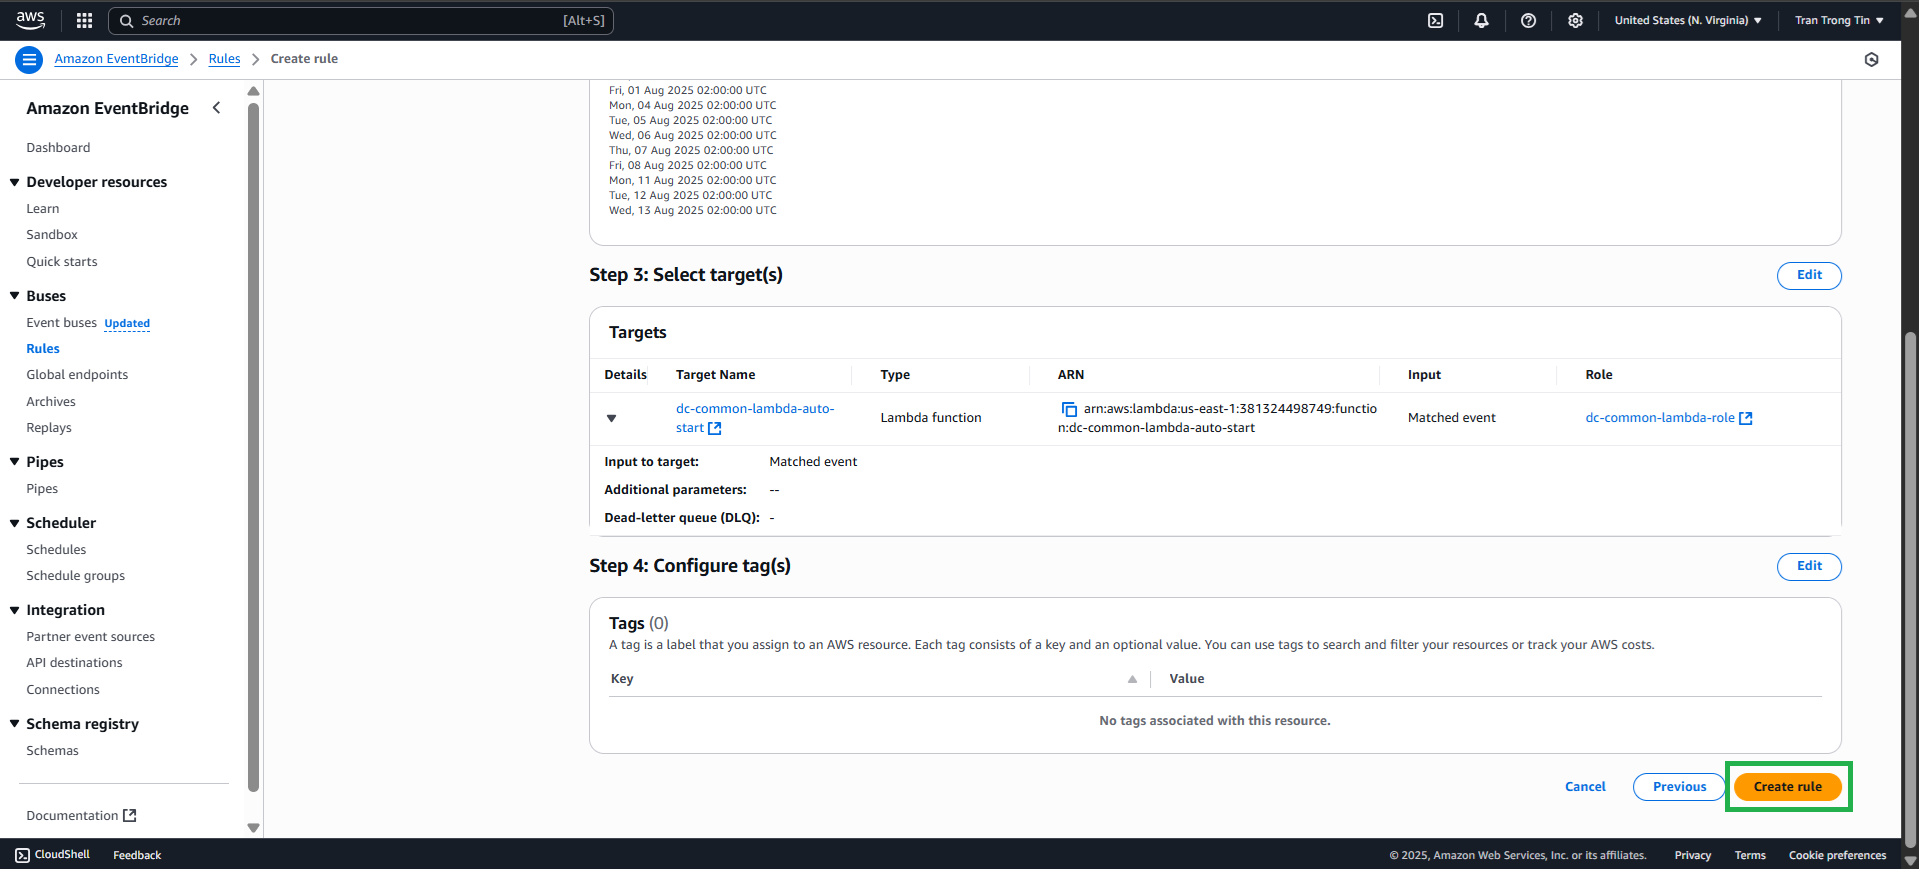 aws
Search
[Alt+S]
United States (N. Virginia)
Tran Trong Tin
Amazon EventBridge
Rules
Create rule
Amazon EventBridge
Dashboard
Developer resources
Learn
Sandbox
Quick starts
Buses
Event buses Updated
Rules
Global endpoints
Archives
Replays
Pipes
Pipes
Scheduler
Schedules
Schedule groups
Integration
Partner event sources
API destinations
Connections
Schema registry
Schemas
Documentation
Fri, 01 Aug 2025 02:00:00 UTC
Mon, 04 Aug 2025 02:00:00 UTC
Tue, 05 Aug 2025 02:00:00 UTC
Wed, 06 Aug 2025 02:00:00 UTC
Thu, 07 Aug 2025 02:00:00 UTC
Fri, 08 Aug 2025 02:00:00 UTC
Mon, 11 Aug 2025 02:00:00 UTC
Tue, 12 Aug 2025 02:00:00 UTC
Wed, 13 Aug 2025 02:00:00 UTC
Step 3: Select target(s)
Edit
Targets
Details Target Name Type ARN Input Role
dc-common-lambda-auto-
start
Lambda function
arn:aws:lambda:us-east-1:381324498749:functio
n:dc-common-lambda-auto-start
Matched event
dc-common-lambda-role
Input to target: Matched event
Additional parameters: --
Dead-letter queue (DLQ): -
Step 4: Configure tag(s)
Edit
Tags (0)
A tag is a label that you assign to an AWS resource. Each tag consists of a key and an optional value. You can use tags to search and filter your resources or track your AWS costs.
Key Value
No tags associated with this resource.
Cancel Previous Create rule
CloudShell Feedback
© 2025, Amazon Web Services, Inc. or its affiliates. Privacy Terms Cookie preferences